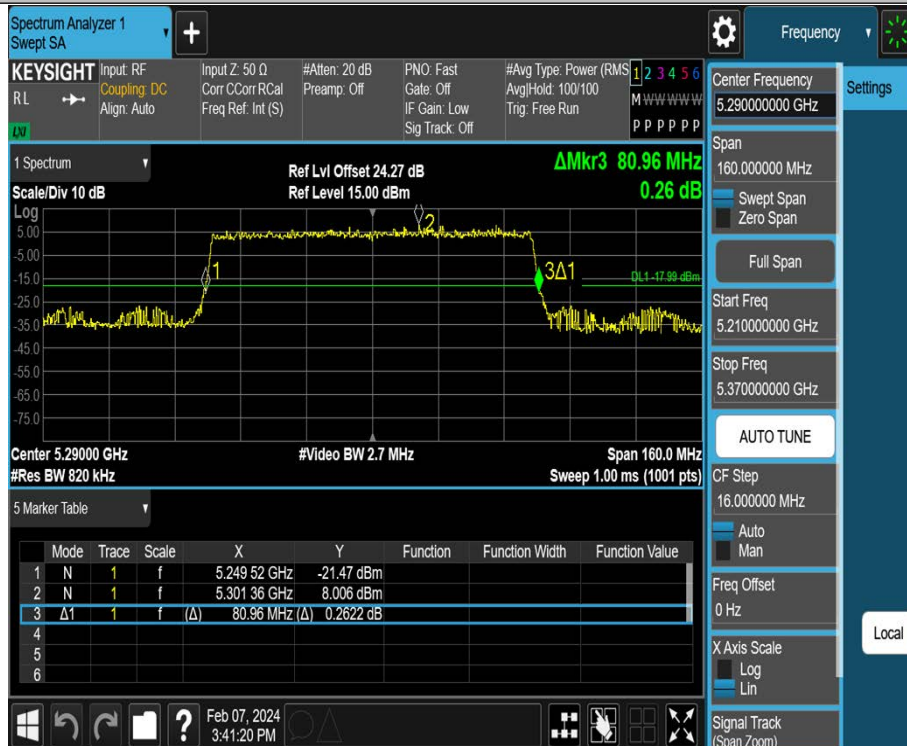 Spectrum Analyzer 1
Swept SA
+
Frequency
KEYSIGHT
RL
LXI
Input: RF
Coupling: DC
Align: Auto
Input Z: 50 Ω
Corr CCorr RCal
Freq Ref: Int (S)
#Atten: 20 dB
Preamp: Off
PNO: Fast
Gate: Off
IF Gain: Low
Sig Track: Off
#Avg Type: Power (RMS
Avg|Hold: 100/100
Trig: Free Run
1 2 3 4 5 6
M W W W W W
P P P P P P
1 Spectrum
Scale/Div 10 dB
Ref Lvl Offset 24.27 dB
Ref Level 15.00 dBm
ΔMkr3 80.96 MHz
0.26 dB
Log
5.00
-5.00
-15.0
-25.0
-35.0
-45.0
-55.0
-65.0
-75.0
1
2
3Δ1
DL1 -17.99 dBm
Center 5.29000 GHz
#Video BW 2.7 MHz
Span 160.0 MHz
#Res BW 820 kHz
Sweep 1.00 ms (1001 pts)
5 Marker Table
Mode Trace Scale X Y Function Function Width Function Value
1 N 1 f 5.249 52 GHz -21.47 dBm
2 N 1 f 5.301 36 GHz 8.006 dBm
3 Δ1 1 f (Δ) 80.96 MHz (Δ) 0.2622 dB
4
5
6
?
Feb 07, 2024
3:41:20 PM
Center Frequency
5.290000000 GHz
Settings
Span
160.000000 MHz
Swept Span
Zero Span
Full Span
Start Freq
5.210000000 GHz
Stop Freq
5.370000000 GHz
AUTO TUNE
CF Step
16.000000 MHz
Auto
Man
Freq Offset
0 Hz
Local
X Axis Scale
Log
Lin
Signal Track
(Span Zoom)